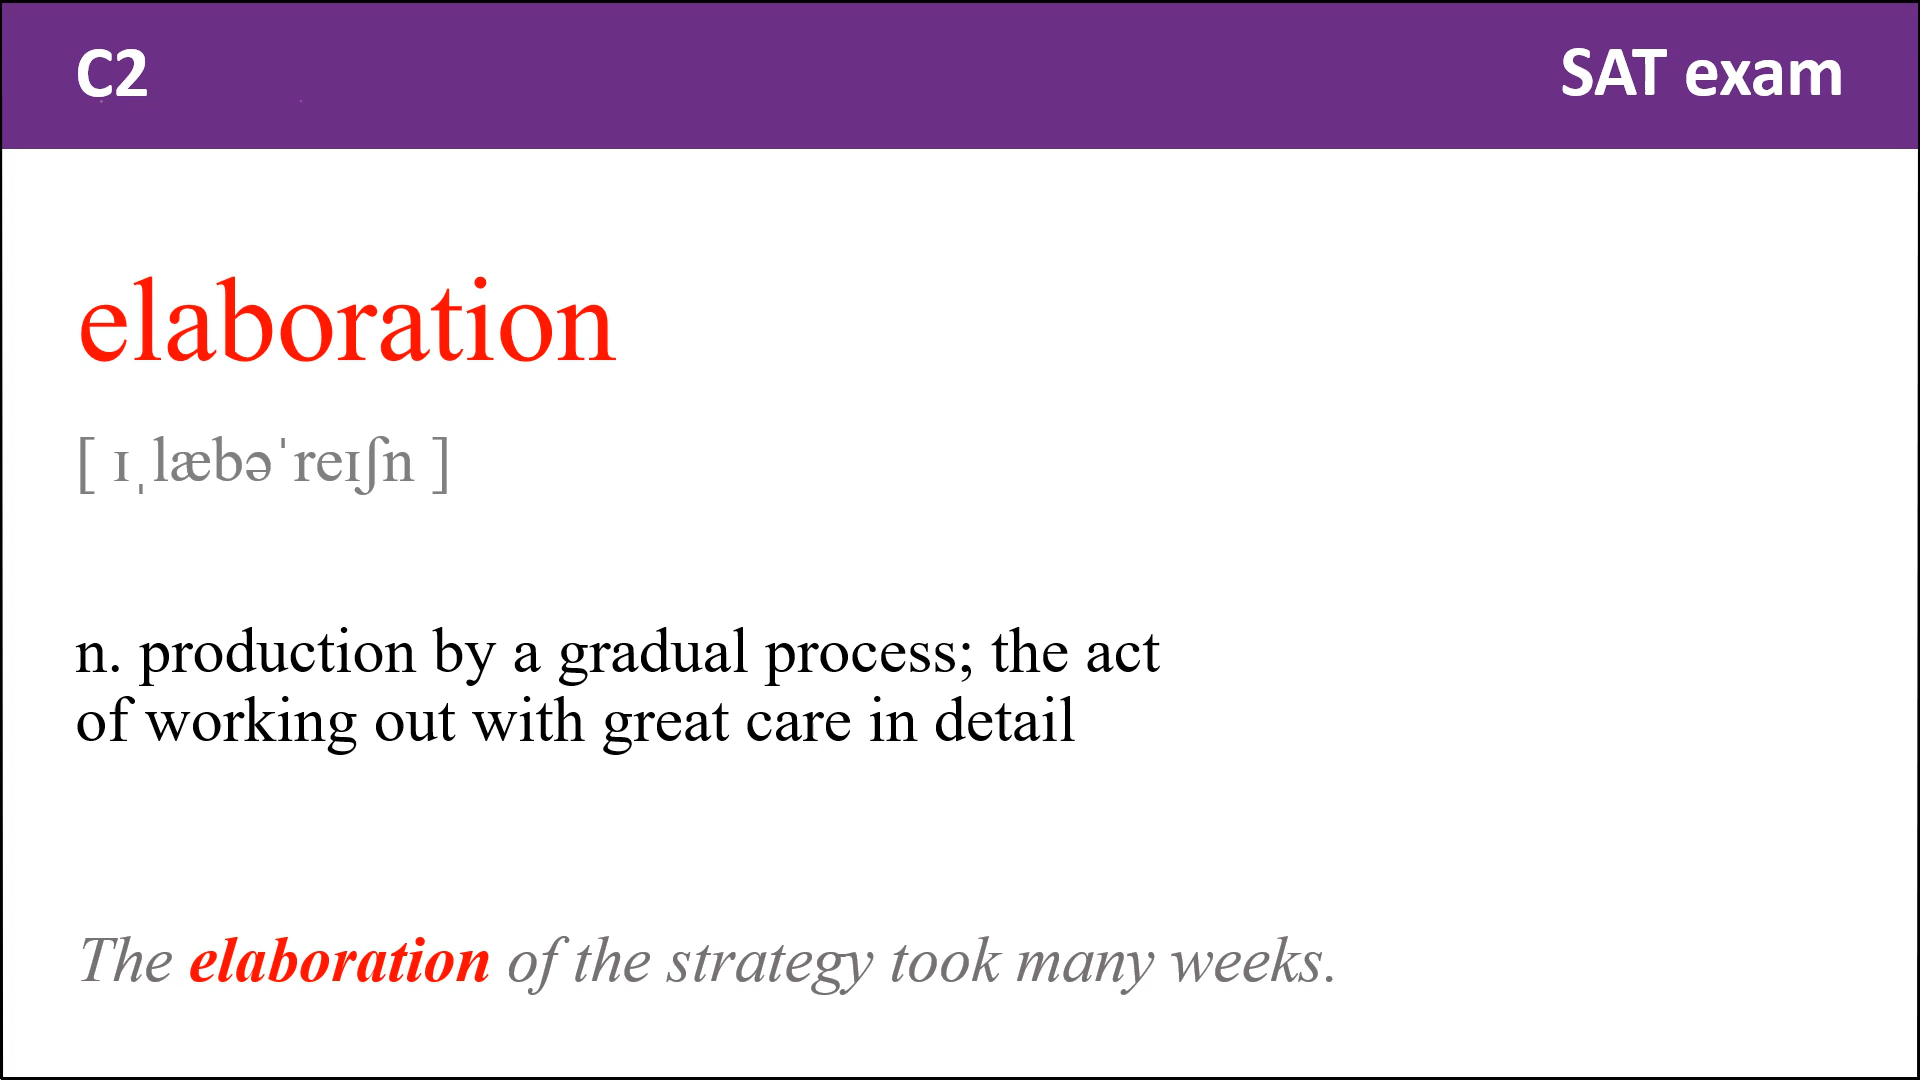 C2 SAT exam
elaboration
[ ɪˌlæbəˈreɪʃn ]
n. production by a gradual process; the act
of working out with great care in detail
The elaboration of the strategy took many weeks.